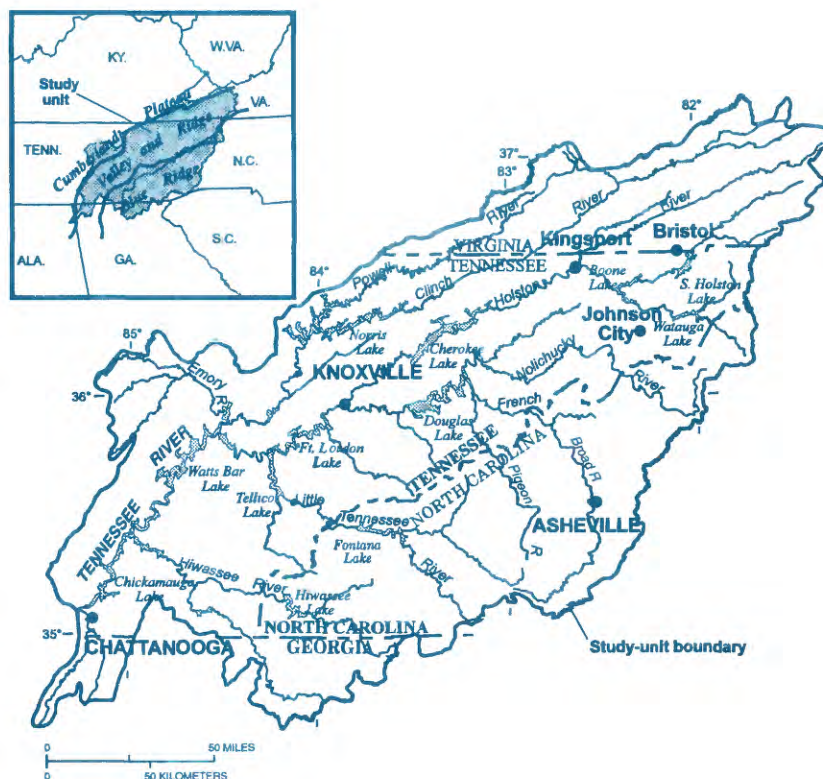 KY.
W.VA.
Study
unit
VA.
Cumberland Plateau
TENN.
Valley and Ridge
N.C.
Blue Ridge
S.C.
ALA.
GA.
82°
37°
83°
River
River
River
VIRGINIA
TENNESSEE
Kingsport
Bristol
84°
Powell
Clinch
Holston
Boone
Lake
S. Holston
Lake
Johnson
City
Watauga
Lake
85°
Norris
Lake
Cherokee
Lake
36°
Emory R.
KNOXVILLE
Nolichucky
River
French
Douglas
Lake
TENNESSEE
NORTH CAROLINA
TENNESSEE RIVER
Watts Bar
Lake
Ft. Loudon
Lake
Broad R
Pigeon
R
Tellico
Lake
Little
Tennessee
River
ASHEVILLE
Fontana
Lake
Hiwassee
River
Chickamauga
Lake
Hiwassee
Lake
35°
NORTH CAROLINA
GEORGIA
CHATTANOOGA
Study-unit boundary
0 50 MILES
0 50 KILOMETERS